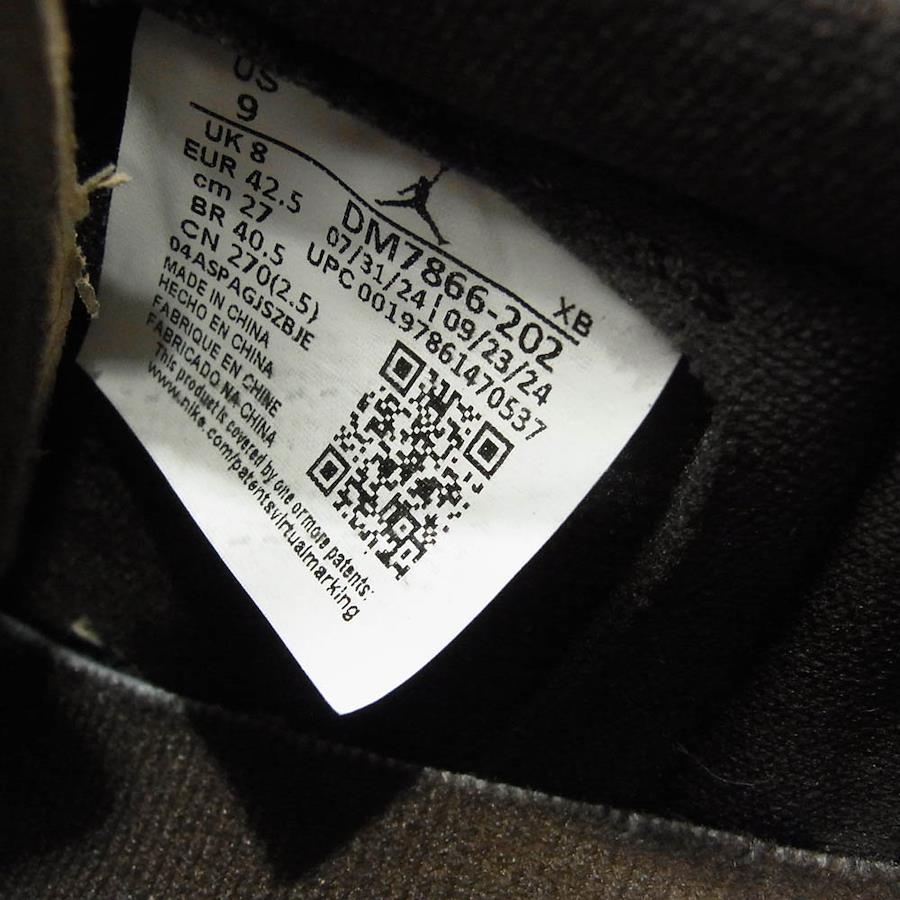 US
9
UK 8
EUR 42.5
cm 27
BR 40.5
CN 270(2.5)
04ASPAGJSZBJE
MADE IN CHINA
HECHO EN CHINA
FABRIQUE EN CHINE
FABRICADO NA CHINA
This product is covered by one or more patents:
www.nike.com/patentsvirtualmarking
XB
DM7866-202
07/31/24 | 09/23/24
UPC 00197861470537